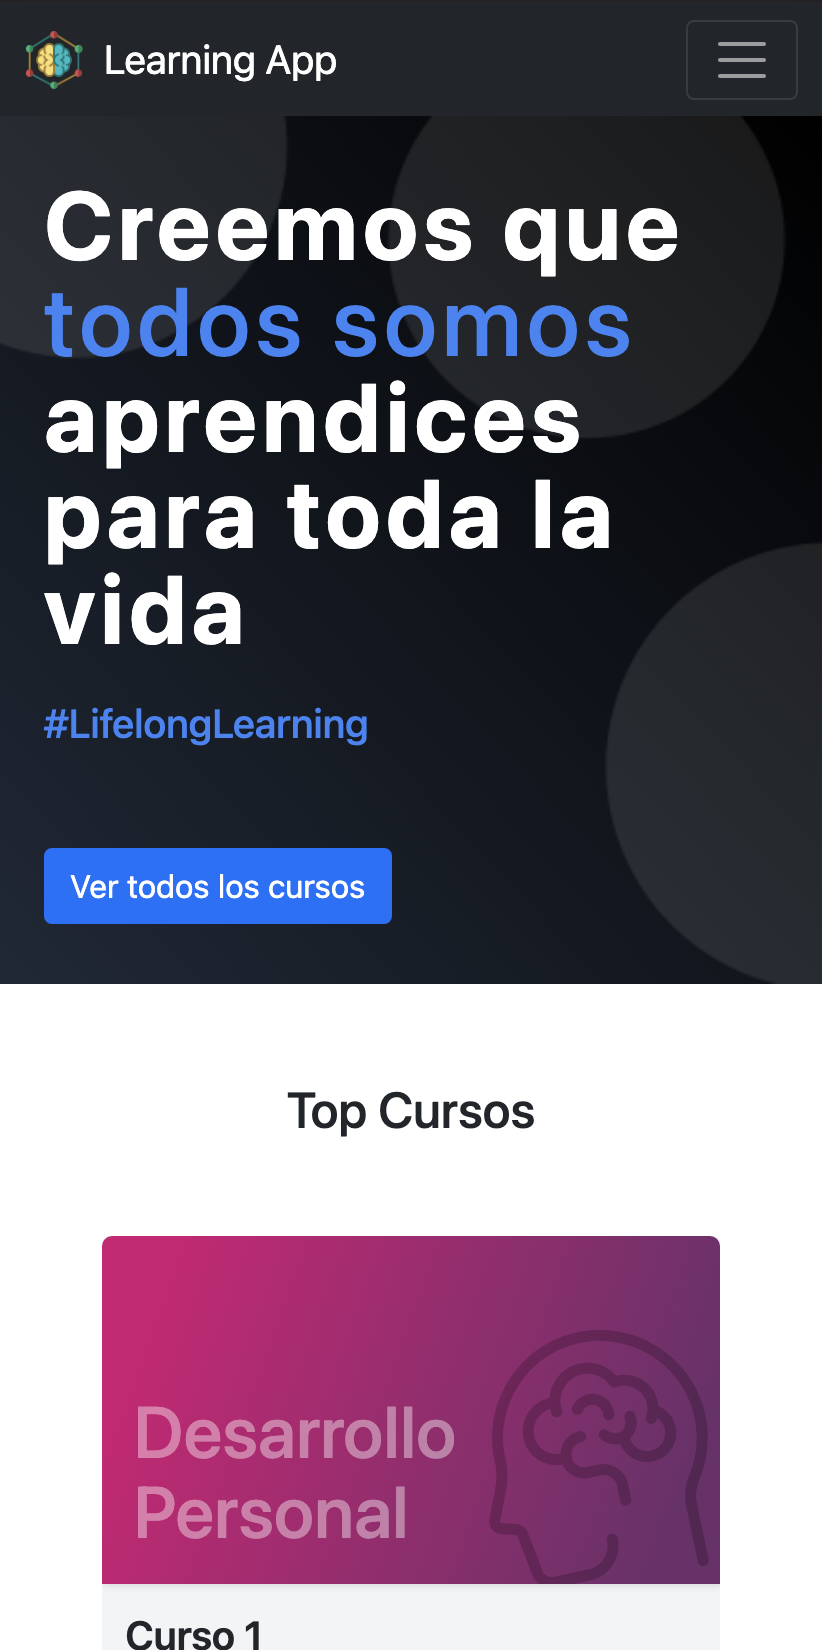 Learning App
Creemos que
todos somos
aprendices
para toda la
vida
#LifelongLearning
Ver todos los cursos
Top Cursos
Desarrollo
Personal
Curso 1